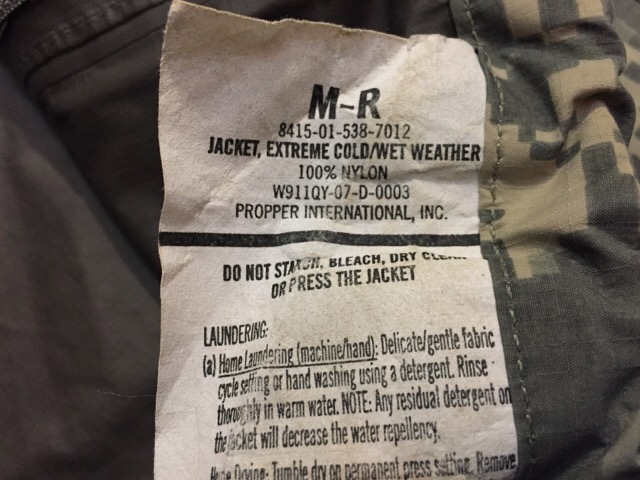 M-R
8415-01-538-7012
JACKET, EXTREME COLD/WET WEATHER
100% NYLON
W911QY-07-D-0003
PROPPER INTERNATIONAL, INC.
DO NOT STARCH, BLEACH, DRY CLEAN
OR PRESS THE JACKET
LAUNDERING:
(a) Home Laundering (machine/hand): Delicate/gentle fabric
cycle setting or hand washing using a detergent. Rinse
thoroughly in warm water. NOTE: Any residual detergent on
the jacket will decrease the water repellency.
Home Drying: Tumble dry on permanent press setting. Remove